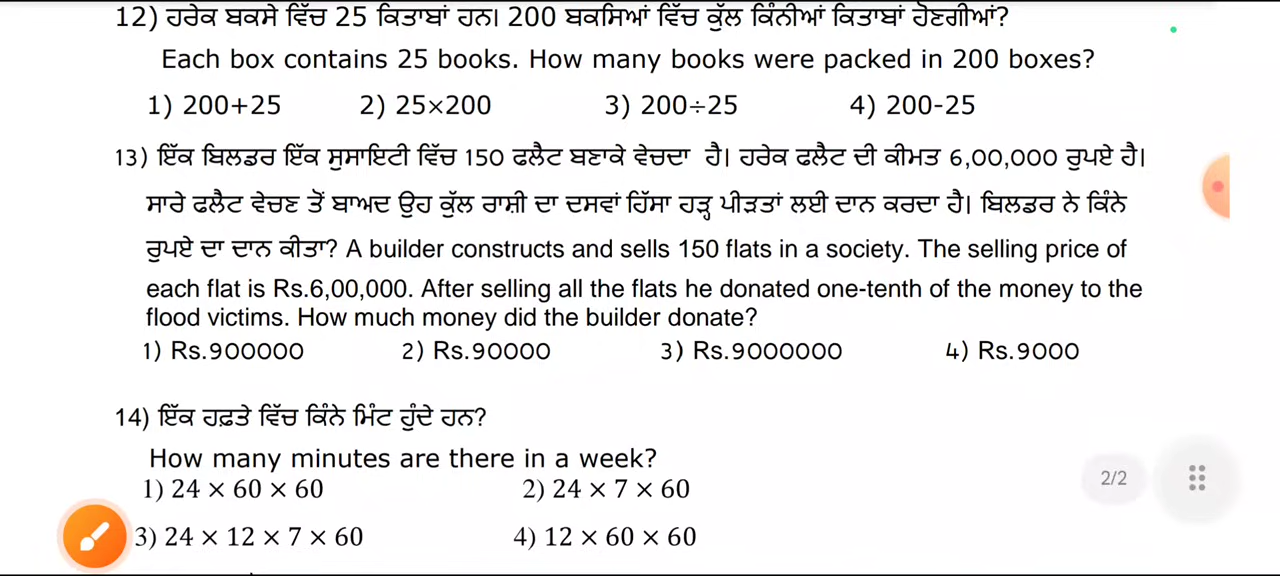 12) ਹਰੇਕ ਬਕਸੇ ਵਿੱਚ 25 ਕਿਤਾਬਾਂ ਹਨ। 200 ਬਕਸਿਆਂ ਵਿੱਚ ਕੁੱਲ ਕਿੰਨੀਆਂ ਕਿਤਾਬਾਂ ਹੋਣਗੀਆਂ?
Each box contains 25 books. How many books were packed in 200 boxes?
1) 200+25 2) 25×200 3) 200÷25 4) 200-25
13) ਇੱਕ ਬਿਲਡਰ ਇੱਕ ਸੁਸਾਇਟੀ ਵਿੱਚ 150 ਫਲੈਟ ਬਣਾਕੇ ਵੇਚਦਾ ਹੈ। ਹਰੇਕ ਫਲੈਟ ਦੀ ਕੀਮਤ 6,00,000 ਰੁਪਏ ਹੈ।
ਸਾਰੇ ਫਲੈਟ ਵੇਚਣ ਤੋਂ ਬਾਅਦ ਉਹ ਕੁੱਲ ਰਾਸ਼ੀ ਦਾ ਦਸਵਾਂ ਹਿੱਸਾ ਹੜ੍ਹ ਪੀੜਤਾਂ ਲਈ ਦਾਨ ਕਰਦਾ ਹੈ। ਬਿਲਡਰ ਨੇ ਕਿੰਨੇ
ਰੁਪਏ ਦਾ ਦਾਨ ਕੀਤਾ? A builder constructs and sells 150 flats in a society. The selling price of
each flat is Rs.6,00,000. After selling all the flats he donated one-tenth of the money to the
flood victims. How much money did the builder donate?
1) Rs.900000 2) Rs.90000 3) Rs.9000000 4) Rs.9000
14) ਇੱਕ ਹਫ਼ਤੇ ਵਿੱਚ ਕਿੰਨੇ ਮਿੰਟ ਹੁੰਦੇ ਹਨ?
How many minutes are there in a week?
1) 24 × 60 × 60 2) 24 × 7 × 60
2/2
3) 24 × 12 × 7 × 60 4) 12 × 60 × 60